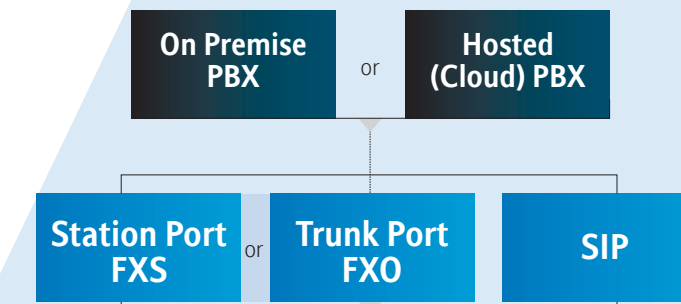 On Premise
PBX
or
Hosted
(Cloud) PBX
Station Port
FXS
or
Trunk Port
FXO
SIP